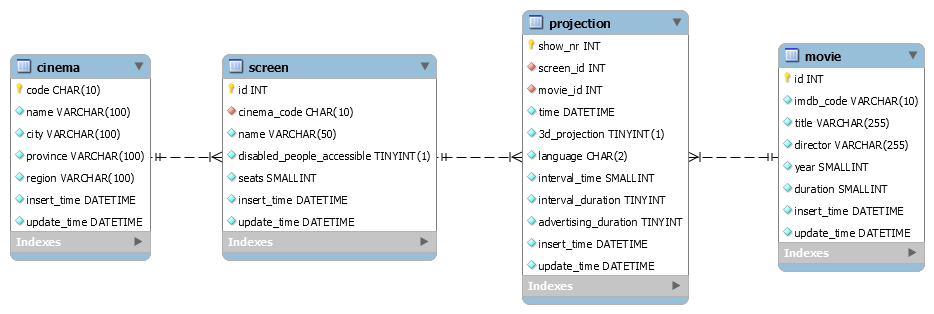 cinema
code CHAR(10)
name VARCHAR(100)
city VARCHAR(100)
province VARCHAR(100)
region VARCHAR(100)
insert_time DATETIME
update_time DATETIME
Indexes
screen
id INT
cinema_code CHAR(10)
name VARCHAR(50)
disabled_people_accessible TINYINT(1)
seats SMALLINT
insert_time DATETIME
update_time DATETIME
Indexes
projection
show_nr INT
screen_id INT
movie_id INT
time DATETIME
3d_projection TINYINT(1)
language CHAR(2)
interval_time SMALLINT
interval_duration TINYINT
advertising_duration TINYINT
insert_time DATETIME
update_time DATETIME
Indexes
movie
id INT
imdb_code VARCHAR(10)
title VARCHAR(255)
director VARCHAR(255)
year SMALLINT
duration SMALLINT
insert_time DATETIME
update_time DATETIME
Indexes